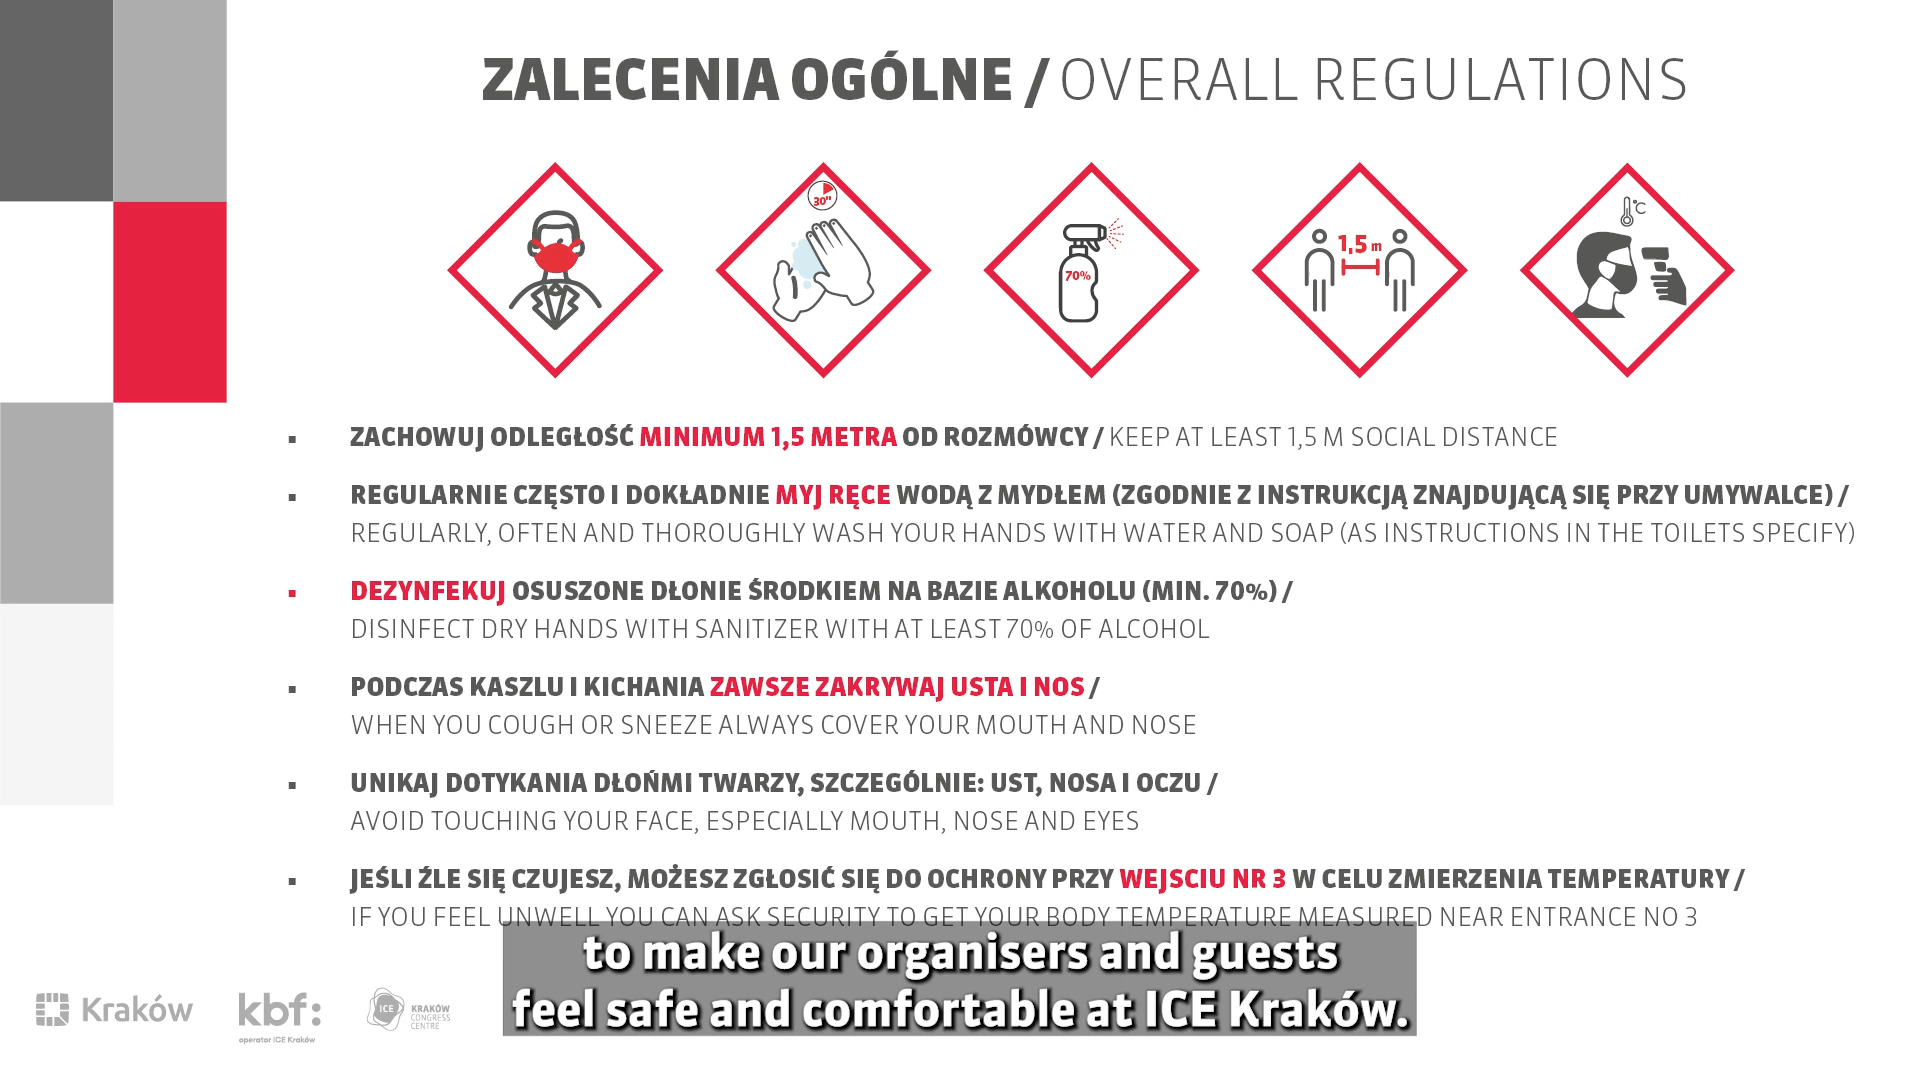 ZALECENIA OGÓLNE / OVERALL REGULATIONS
30"
70%
1,5 m
°C
ZACHOWUJ ODLEGŁOŚĆ MINIMUM 1,5 METRA OD ROZMÓWCY / KEEP AT LEAST 1,5 M SOCIAL DISTANCE
REGULARNIE CZĘSTO I DOKŁADNIE MYJ RĘCE WODĄ Z MYDŁEM (ZGODNIE Z INSTRUKCJĄ ZNAJDUJĄCĄ SIĘ PRZY UMYWALCE) /
REGULARLY, OFTEN AND THOROUGHLY WASH YOUR HANDS WITH WATER AND SOAP (AS INSTRUCTIONS IN THE TOILETS SPECIFY)
DEZYNFEKUJ OSUSZONE DŁONIE ŚRODKIEM NA BAZIE ALKOHOLU (MIN. 70%) /
DISINFECT DRY HANDS WITH SANITIZER WITH AT LEAST 70% OF ALCOHOL
PODCZAS KASZLU I KICHANIA ZAWSZE ZAKRYWAJ USTA I NOS /
WHEN YOU COUGH OR SNEEZE ALWAYS COVER YOUR MOUTH AND NOSE
UNIKAJ DOTYKANIA DŁOŃMI TWARZY, SZCZEGÓLNIE: UST, NOSA I OCZU /
AVOID TOUCHING YOUR FACE, ESPECIALLY MOUTH, NOSE AND EYES
JEŚLI ŹLE SIĘ CZUJESZ, MOŻESZ ZGŁOSIĆ SIĘ DO OCHRONY PRZY WEJSCIU NR 3 W CELU ZMIERZENIA TEMPERATURY /
IF YOU FEEL UNWELL YOU CAN ASK SECURITY TO GET YOUR BODY TEMPERATURE MEASURED NEAR ENTRANCE NO 3
to make our organisers and guests
feel safe and comfortable at ICE Kraków.
Kraków
kbf:
operator ICE Kraków
ICE
KRAKÓW
CONGRESS
CENTRE